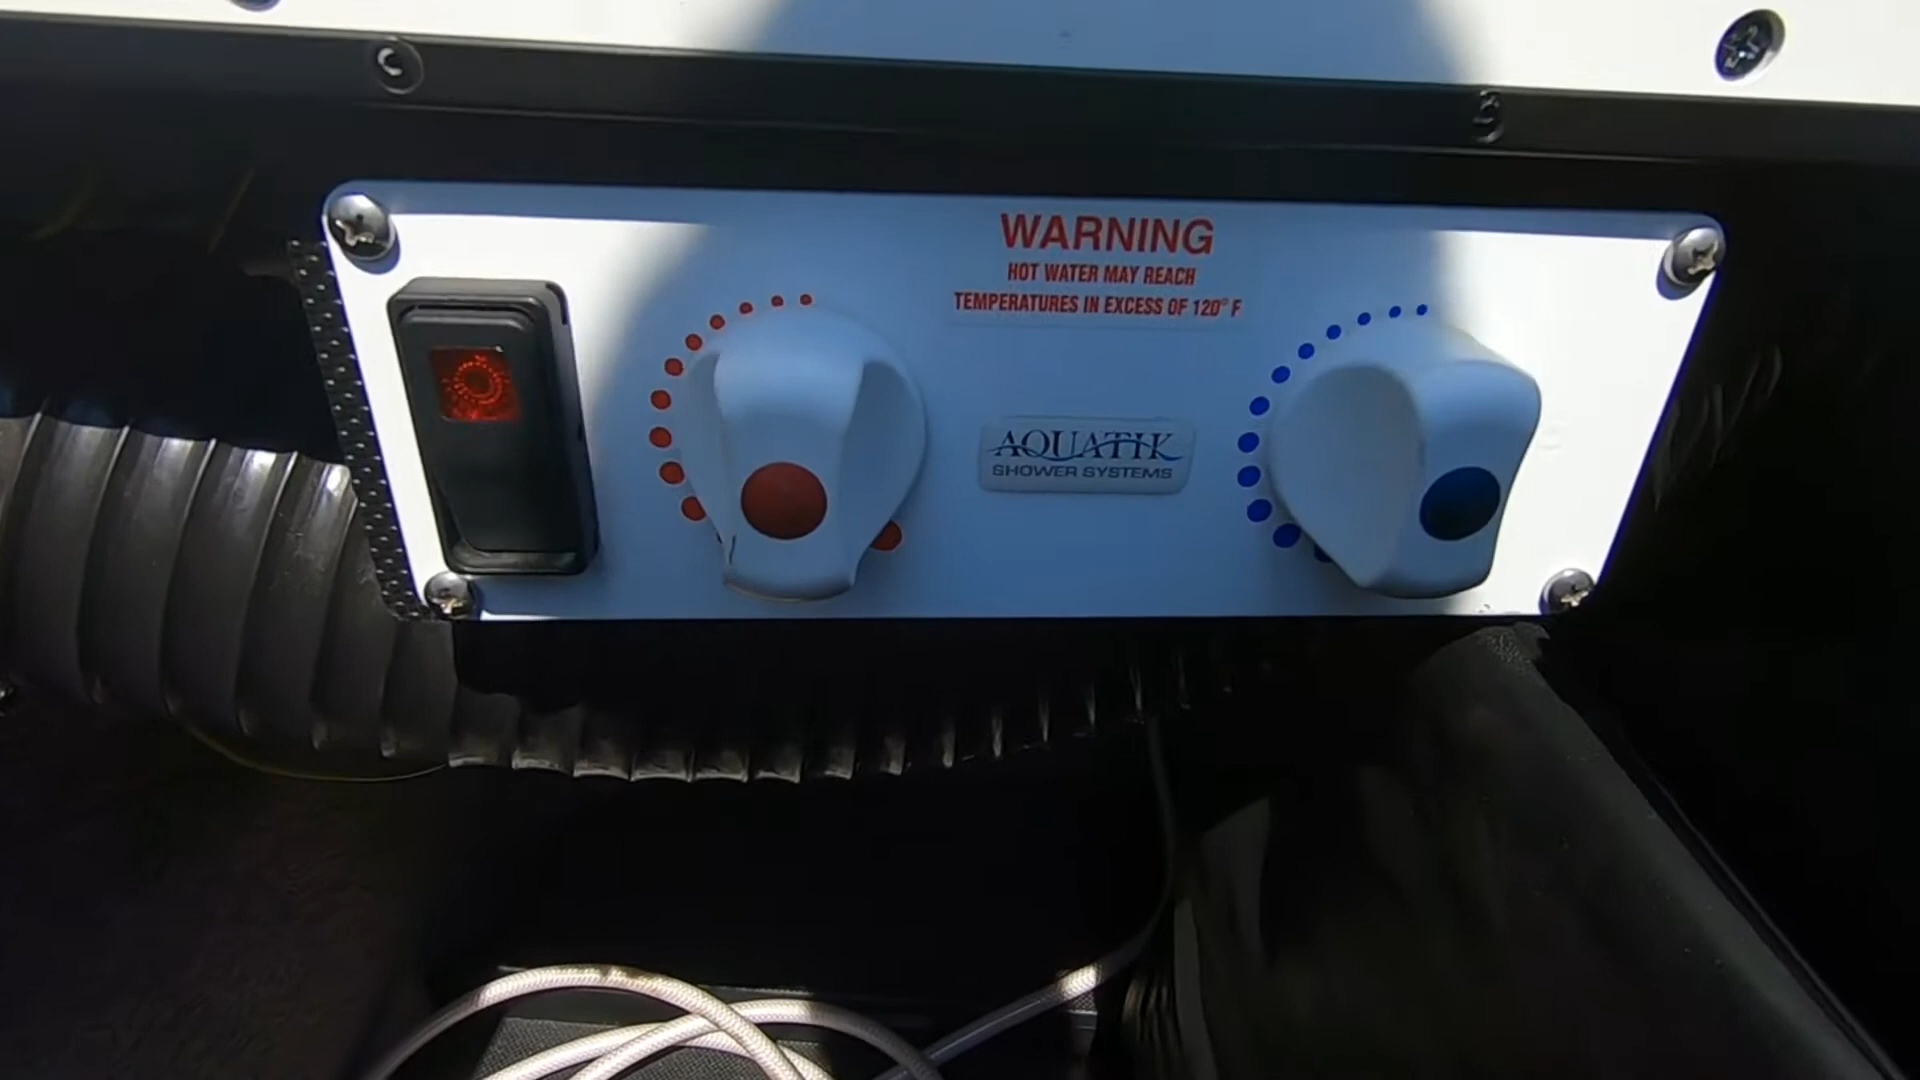 WARNING
HOT WATER MAY REACH
TEMPERATURES IN EXCESS OF 120° F
AQUATIK
SHOWER SYSTEMS